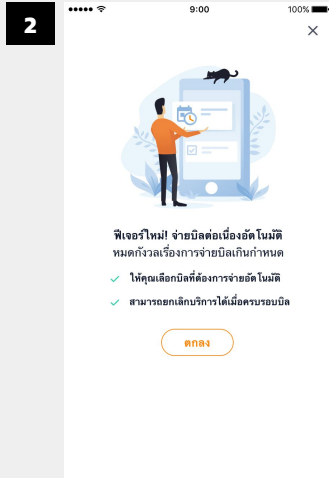 2
9:00
100%
ฟีเจอร์ใหม่! จ่ายบิลต่อเนื่องอัตโนมัติ
หมดกังวลเรื่องการจ่ายบิลเกินกำหนด
ให้คุณเลือกบิลที่ต้องการจ่ายอัตโนมัติ
สามารถยกเลิกบริการได้เมื่อครบรอบบิล
ตกลง